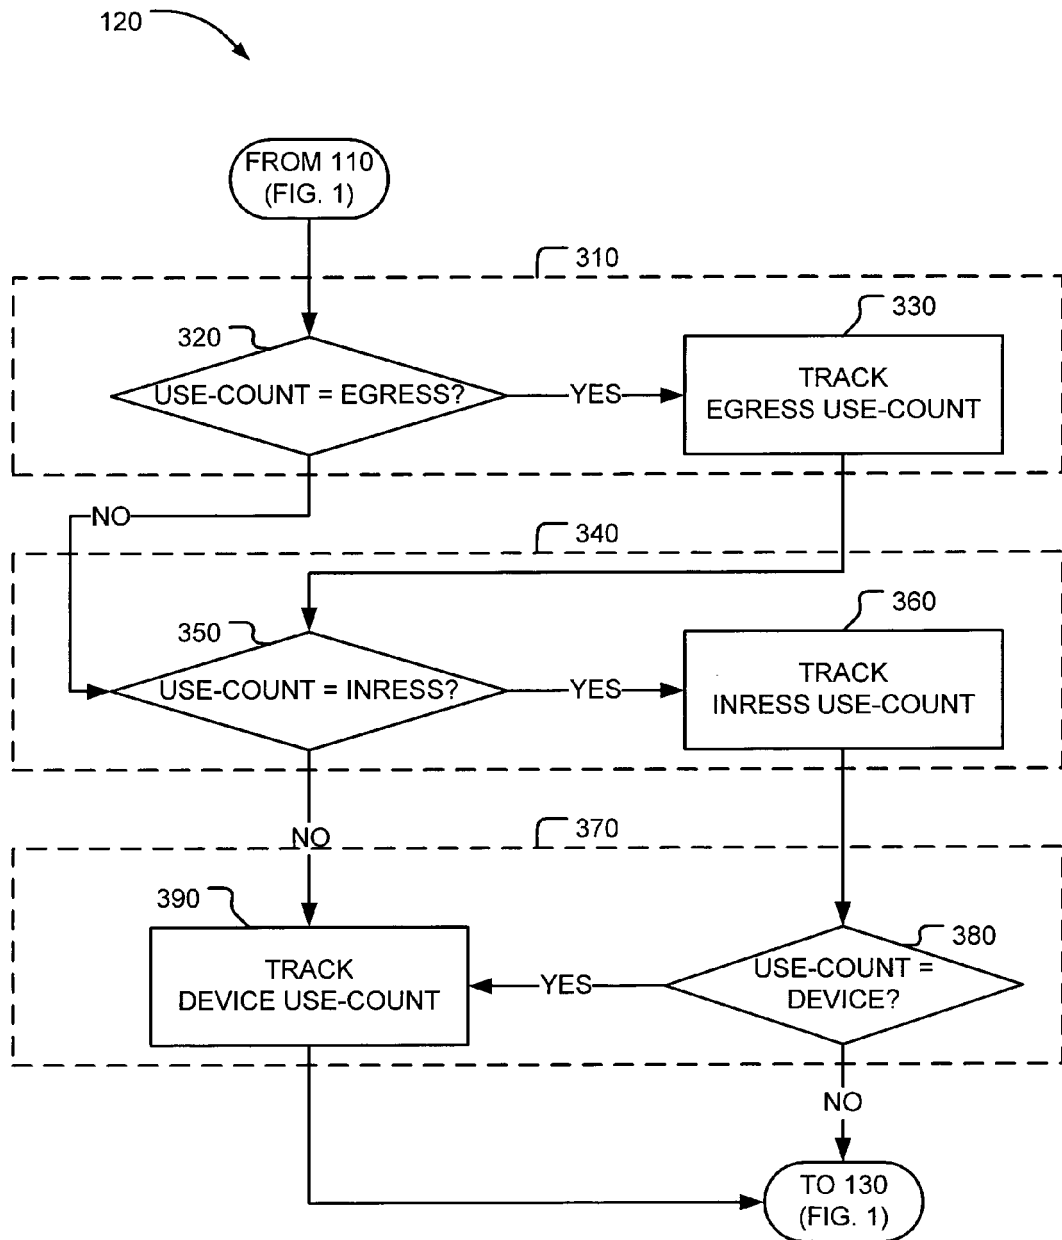 120
FROM 110
(FIG. 1)
310
320
330
USE-COUNT = EGRESS?
YES
TRACK
EGRESS USE-COUNT
NO
340
350
360
USE-COUNT = INRESS?
YES
TRACK
INRESS USE-COUNT
NO
370
390
380
TRACK
DEVICE USE-COUNT
YES
USE-COUNT =
DEVICE?
NO
TO 130
(FIG. 1)